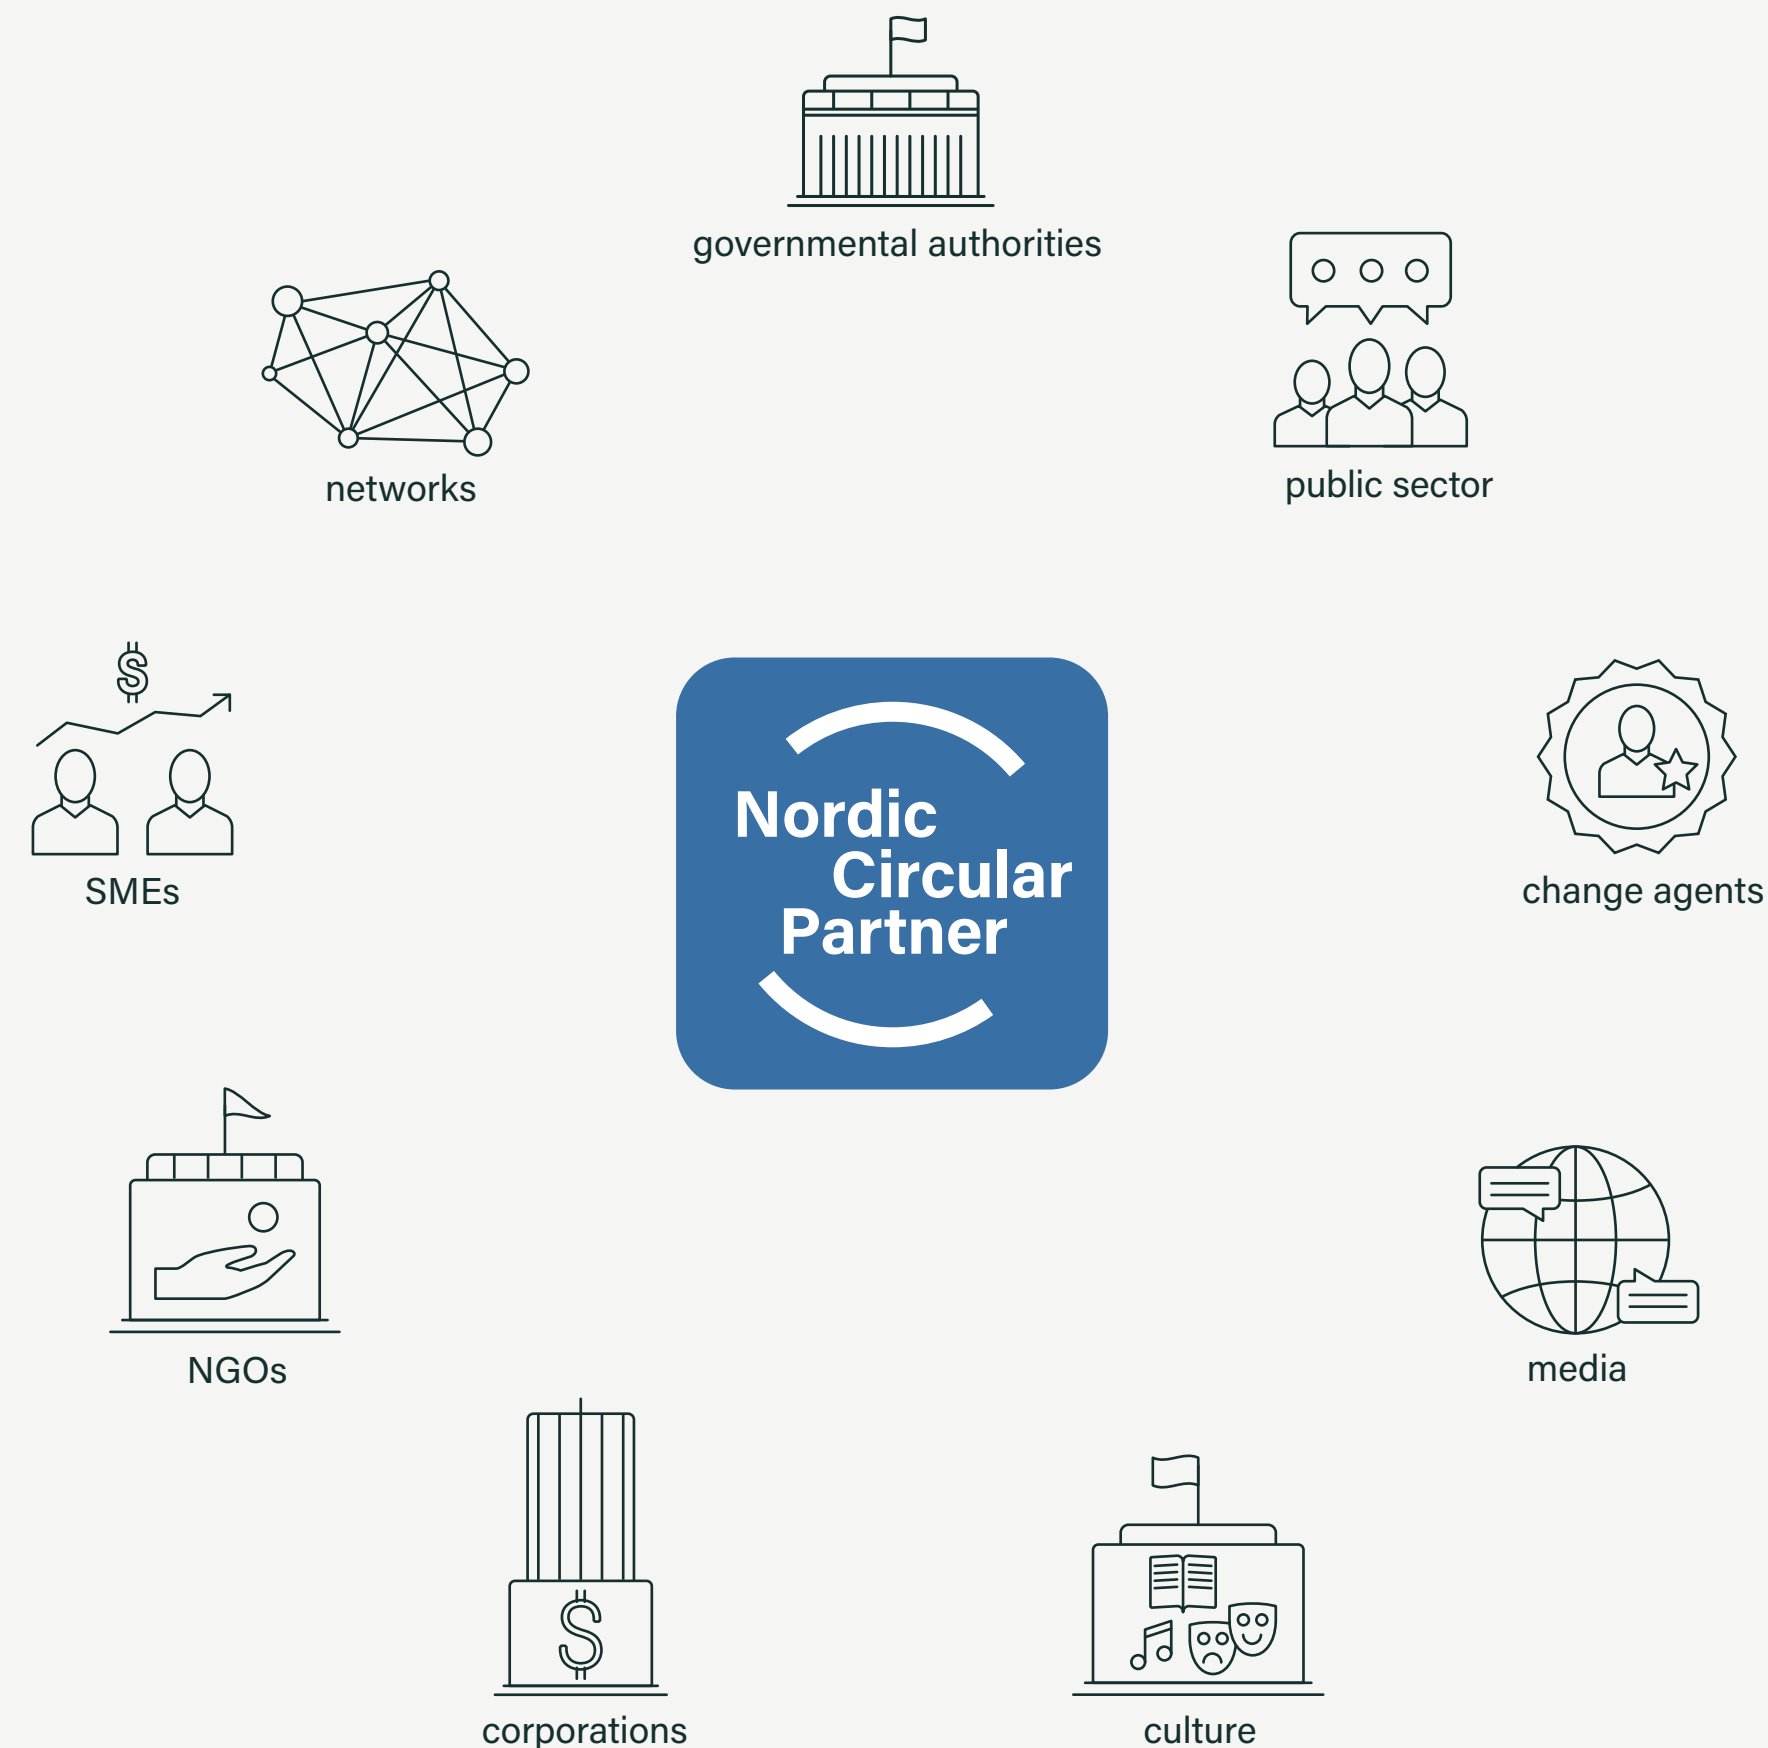 governmental authorities
public sector
networks
SMEs
Nordic
Circular
Partner
change agents
NGOs
media
corporations
culture